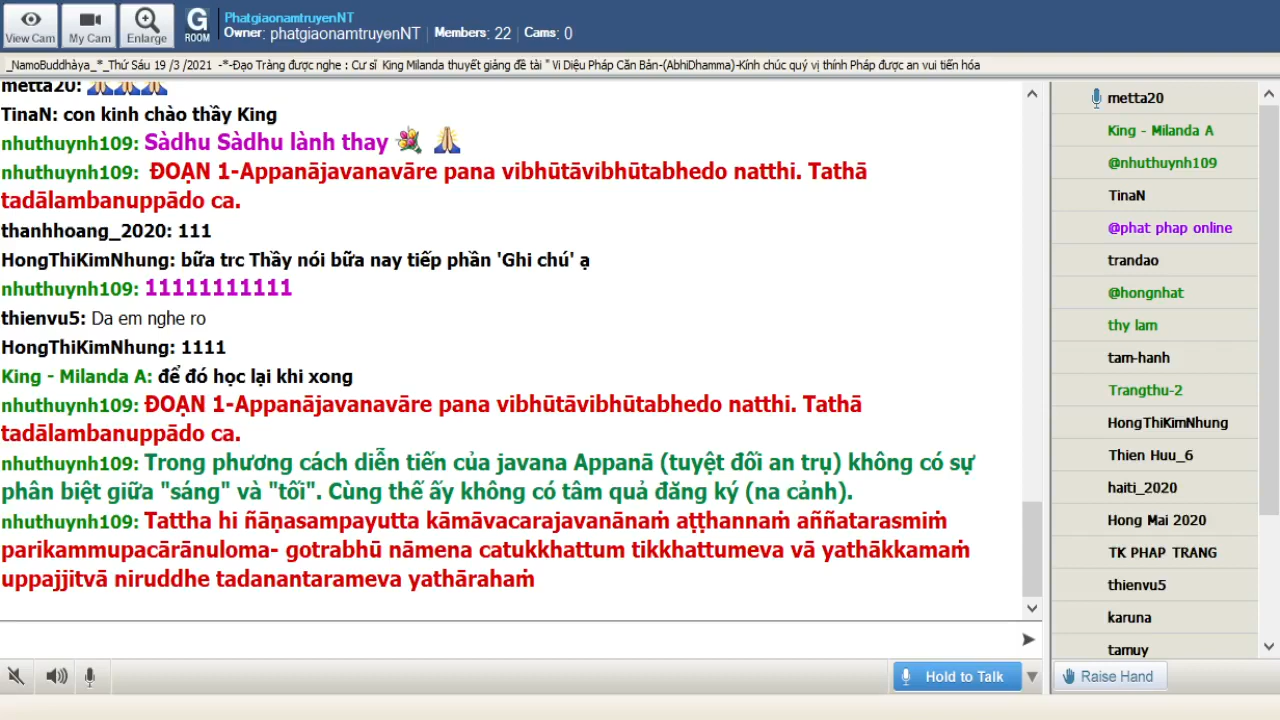 View Cam
My Cam
Enlarge
G
ROOM
PhatgiaonamtruyenNT
Owner: phatgiaonamtruyenNT | Members: 22 | Cams: 0
_NamoBuddhàya_*_Thứ Sáu 19 /3 /2021 -*-Đạo Tràng được nghe : Cư sĩ King Milanda thuyết giảng đề tài " Vi Diệu Pháp Căn Bản-(AbhiDhamma)-Kính chúc quý vị thính Pháp được an vui tiến hóa
metta20: 🙏🙏🙏
TinaN: con kinh chào thầy King
nhuthuynh109: Sàdhu Sàdhu lành thay 💐 🙏
nhuthuynh109: ĐOẠN 1-Appanājavanavāre pana vibhūtāvibhūtabhedo natthi. Tathā
tadālambanuppādo ca.
thanhhoang_2020: 111
HongThiKimNhung: bữa trc Thầy nói bữa nay tiếp phần 'Ghi chú' ạ
nhuthuynh109: 11111111111
thienvu5: Da em nghe ro
HongThiKimNhung: 1111
King - Milanda A: để đó học lại khi xong
nhuthuynh109: ĐOẠN 1-Appanājavanavāre pana vibhūtāvibhūtabhedo natthi. Tathā
tadālambanuppādo ca.
nhuthuynh109: Trong phương cách diễn tiến của javana Appanā (tuyệt đối an trụ) không có sự
phân biệt giữa "sáng" và "tối". Cùng thế ấy không có tâm quả đăng ký (na cảnh).
nhuthuynh109: Tattha hi ñāṇasampayutta kāmāvacarajavanānaṁ aṭṭhannaṁ aññatarasmiṁ
parikammupacārānuloma- gotrabhū nāmena catukkhattum tikkhattumeva vā yathākkamaṁ
uppajjitvā niruddhe tadanantarameva yathārahaṁ
metta20
King - Milanda A
@nhuthuynh109
TinaN
@phat phap online
trandao
@hongnhat
thy lam
tam-hanh
Trangthu-2
HongThiKimNhung
Thien Huu_6
haiti_2020
Hong Mai 2020
TK PHAP TRANG
thienvu5
karuna
tamuy
Hold to Talk
Raise Hand